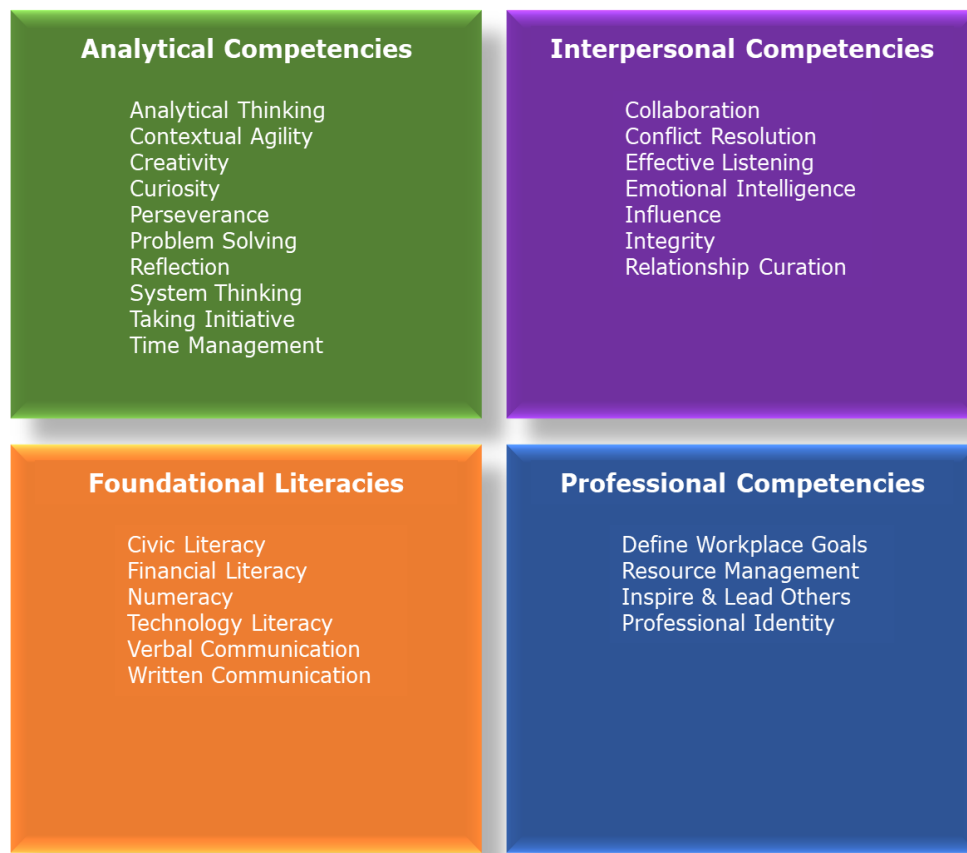 Analytical Competencies
Analytical Thinking
Contextual Agility
Creativity
Curiosity
Perseverance
Problem Solving
Reflection
System Thinking
Taking Initiative
Time Management
Interpersonal Competencies
Collaboration
Conflict Resolution
Effective Listening
Emotional Intelligence
Influence
Integrity
Relationship Curation
Foundational Literacies
Civic Literacy
Financial Literacy
Numeracy
Technology Literacy
Verbal Communication
Written Communication
Professional Competencies
Define Workplace Goals
Resource Management
Inspire & Lead Others
Professional Identity